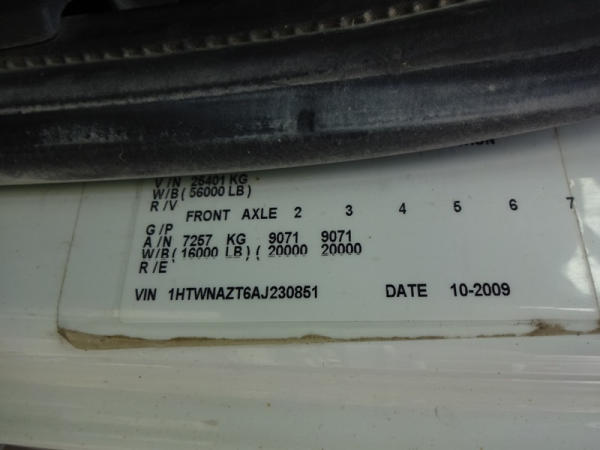 V/N 25401 KG
W/B( 56000 LB)
R/V
FRONT AXLE 2 3 4 5 6 7
G/P
A/N 7257 KG 9071 9071
W/B( 16000 LB) ( 20000 20000
R/E
VIN 1HTWNAZT6AJ230851 DATE 10-2009